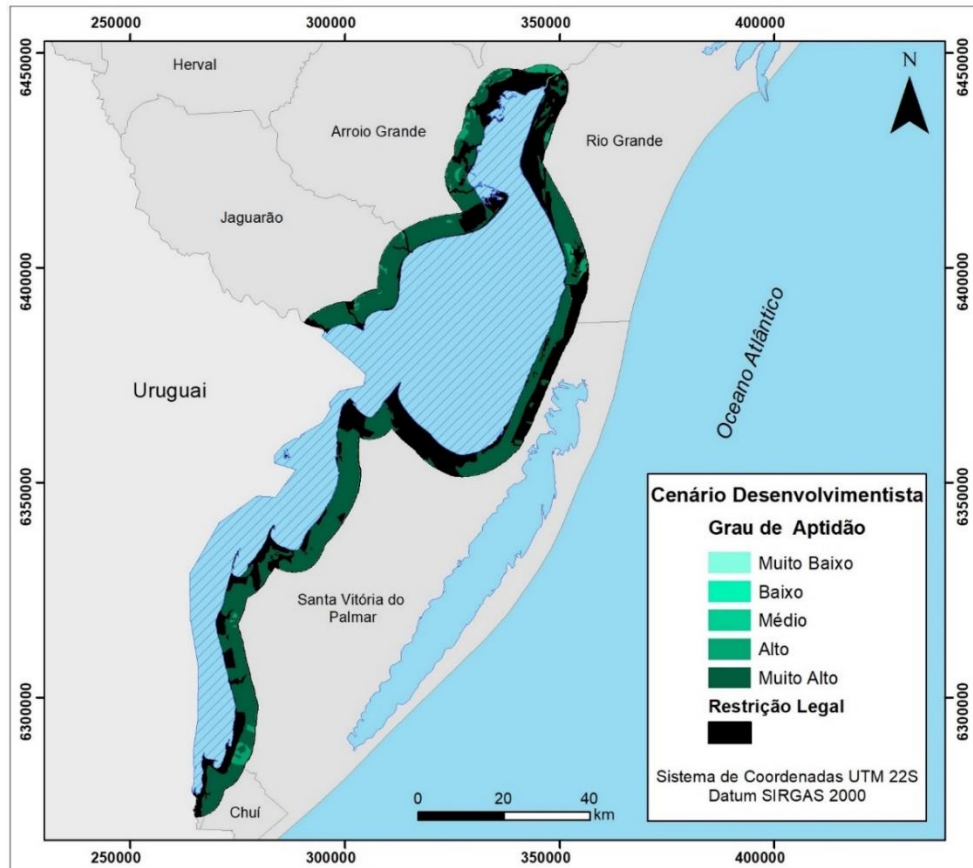 250000 300000 350000 400000
6450000
6450000
Herval
N
Arroio Grande
Rio Grande
Jaguarão
6400000
6400000
Oceano Atlântico
Uruguai
6350000
6350000
Cenário Desenvolvimentista
Grau de Aptidão
Muito Baixo
Baixo
Médio
Alto
Muito Alto
Restrição Legal
Sistema de Coordenadas UTM 22S
Datum SIRGAS 2000
Santa Vitória do
Palmar
6300000
6300000
Chuí
0 20 40
km
250000 300000 350000 400000